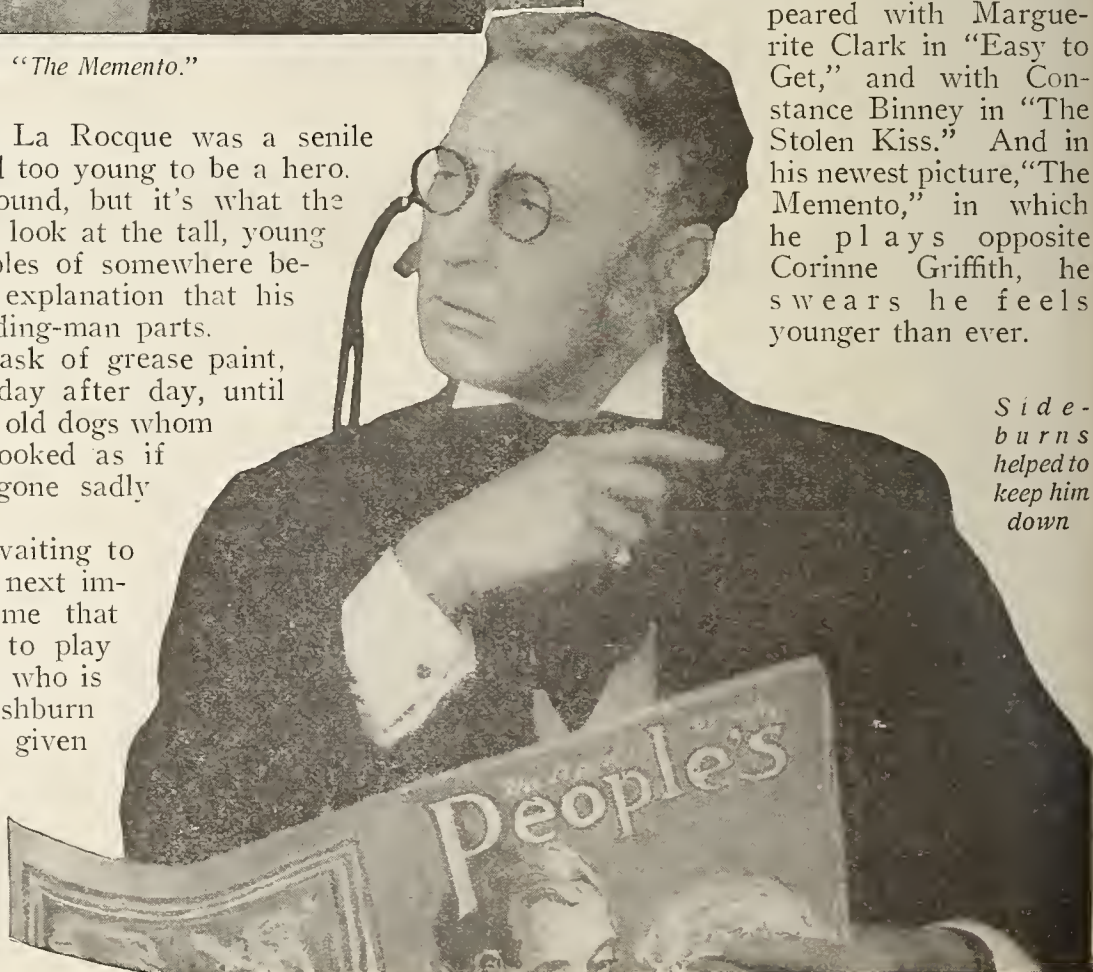 "The Memento."
La Rocque was a senile
too young to be a hero.
ound, but it's what the
look at the tall, young
ples of somewhere be-
explanation that his
ding-man parts.
ask of grease paint,
day after day, until
old dogs whom
ooked as if
gone sadly
vaiting to
next im-
me that
to play
who is
shburn
given
peared with Margue-
rite Clark in "Easy to
Get," and with Con-
stance Binney in "The
Stolen Kiss." And in
his newest picture, "The
Memento," in which
he plays opposite
Corinne Griffith, he
swears he feels
younger than ever.
Side-
burns
helped to
keep him
down
People's